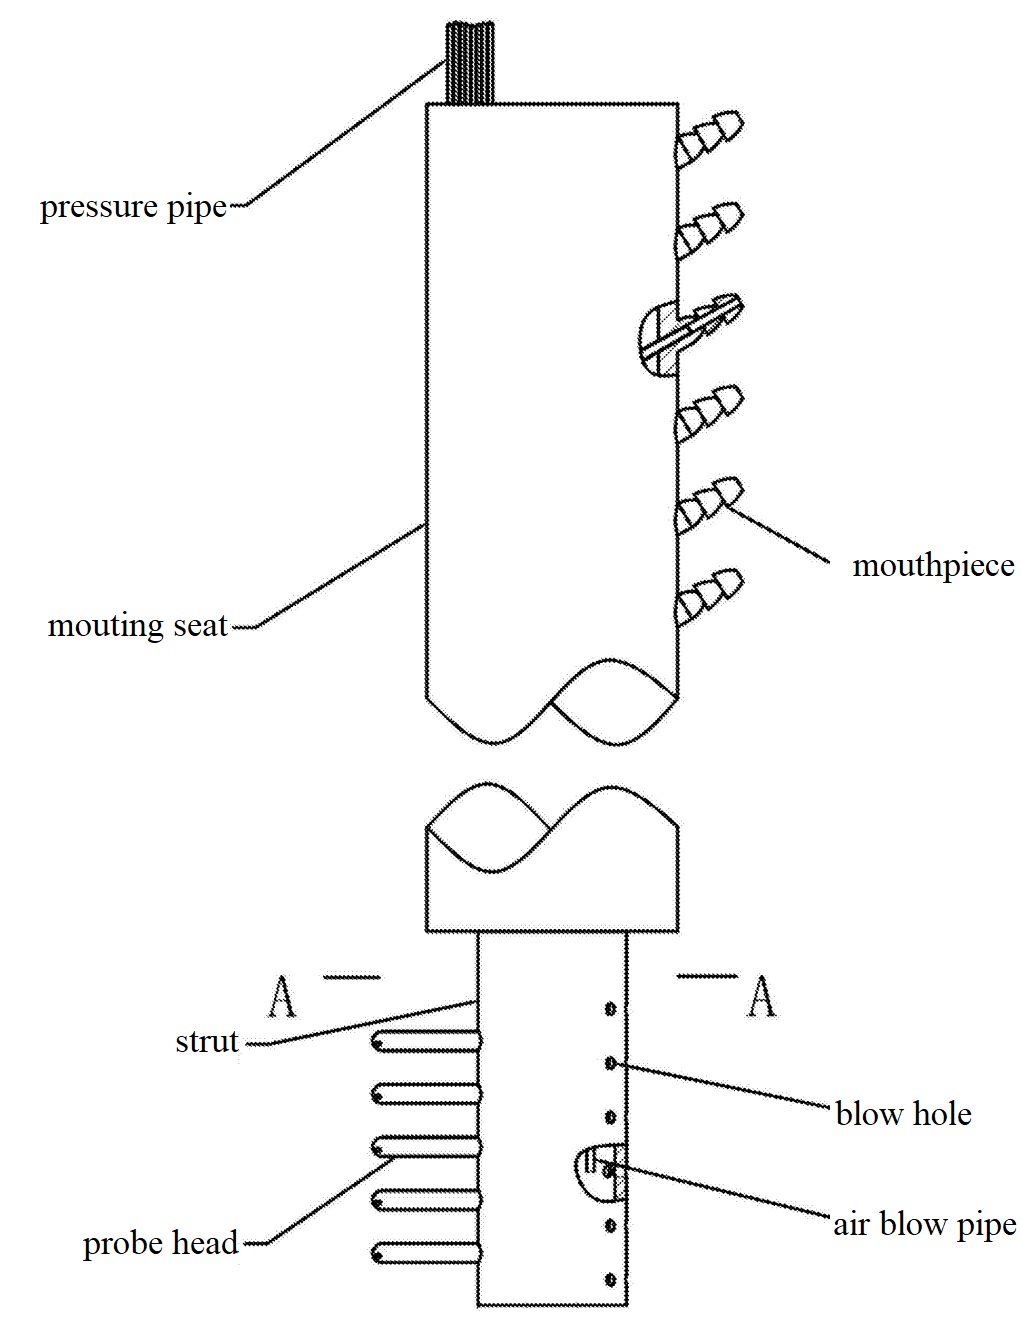 pressure pipe
mouthpiece
mouting seat
A
A
strut
blow hole
air blow pipe
probe head